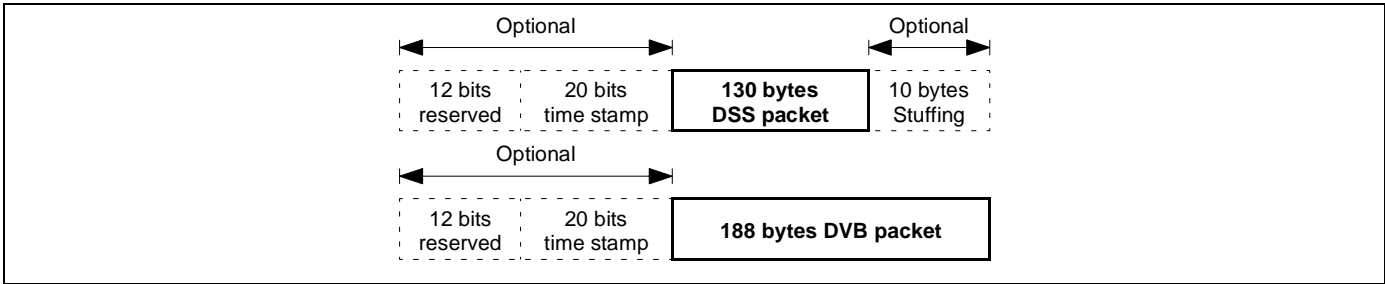 Optional Optional
12 bits 20 bits 130 bytes 10 bytes
reserved time stamp DSS packet Stuffing
Optional
12 bits 20 bits 188 bytes DVB packet
reserved time stamp